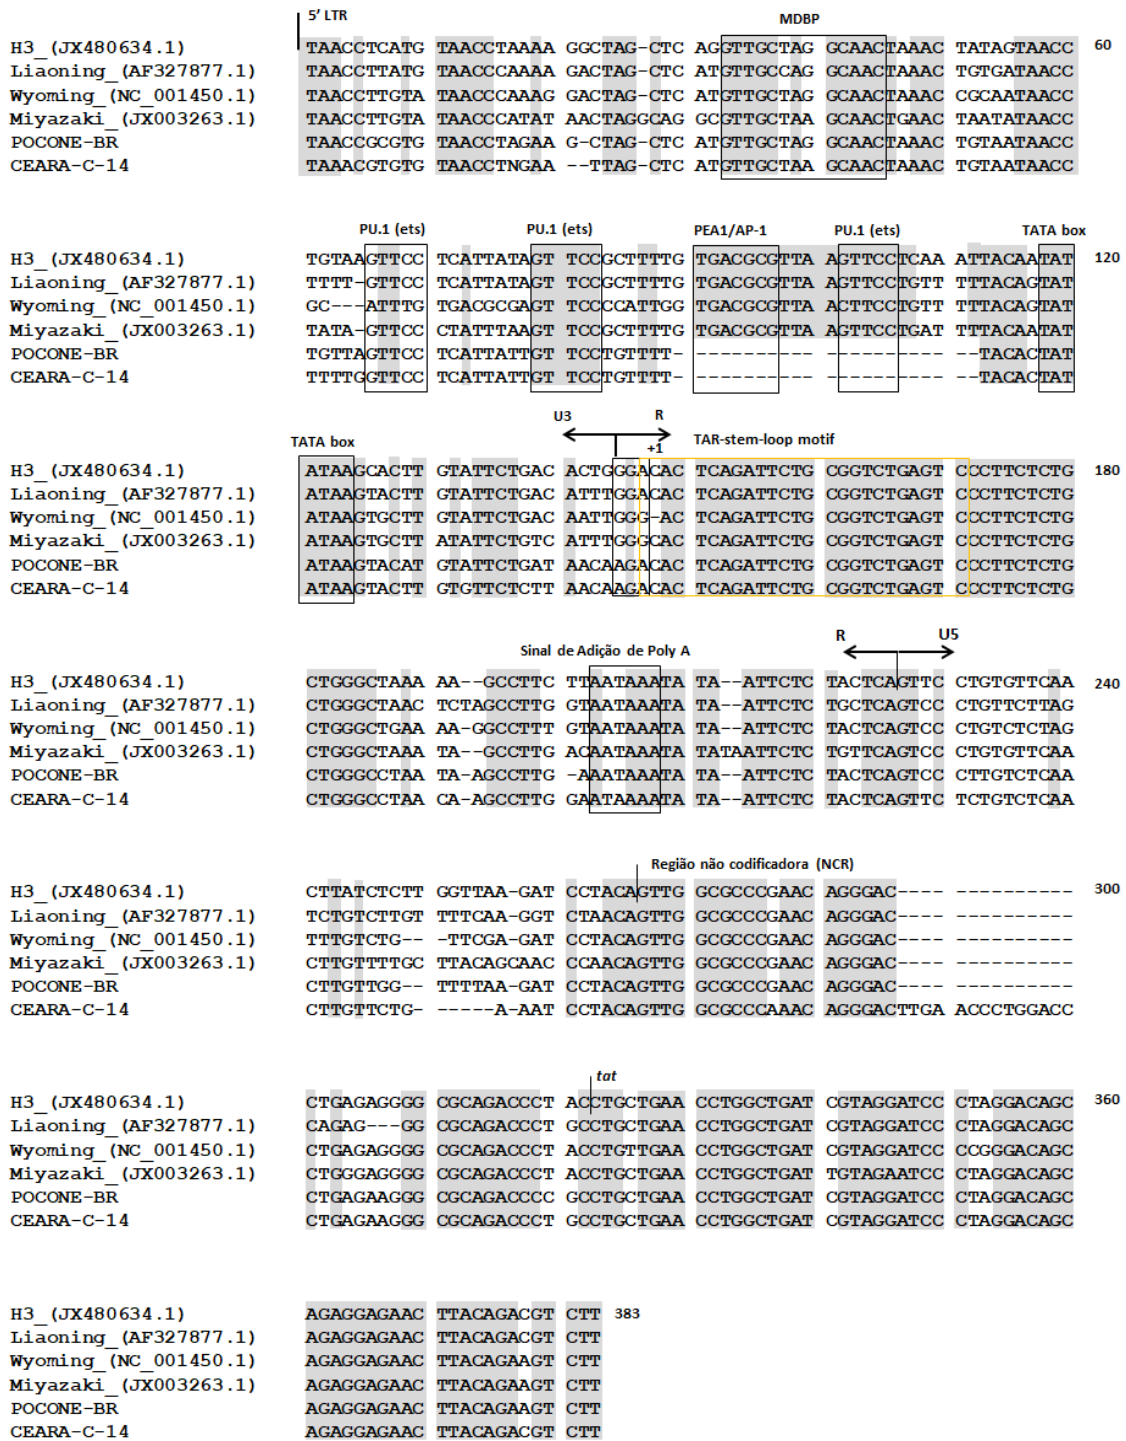 5' LTR MDBP
H3_(JX480634.1) TAACCTCATG TAACCTAAAA GGCTAG-CTC AGGTTGCTAG GCAACTAAAC TATAGTAACC 60
Liaoning_(AF327877.1) TAACCTTATG TAACCCAAAA GACTAG-CTC ATGTTGCCAG GCAACTAAAC TGTGATAACC
Wyoming_(NC_001450.1) TAACCTTGTA TAACCCAAAG GACTAG-CTC ATGTTGCTAG GCAACTAAAC CGCAATAACC
Miyazaki_(JX003263.1) TAACCTTGTA TAACCCATAT AACTAGGCAG GCGTTGCTAA GCAACTGAAC TAATATAACC
POCONE-BR TAACCGCGTG TAACCTAGAA G-CTAG-CTC ATGTTGCTAG GCAACTAAAC TGTAATAACC
CEARA-C-14 TAAACGTGTG TAACCTNGAA --TTAG-CTC ATGTTGCTAA GCAACTAAAC TGTAATAACC
PU.1 (ets) PU.1 (ets) PEA1/AP-1 PU.1 (ets) TATA box
H3_(JX480634.1) TGTAAGTTCC TCATTATAGT TCCGCTTTTG TGACGCGTTA AGTTCCTCAA ATTACAATAT 120
Liaoning_(AF327877.1) TTTT-GTTCC TCATTATAGT TCCGCTTTTG TGACGCGTTA AGTTCCTGTT TTTACAGTAT
Wyoming_(NC_001450.1) GC---ATTTG TGACGCGAGT TCCCCATTGG TGACGCGTTA ACTTCCTGTT TTTACAGTAT
Miyazaki_(JX003263.1) TATA-GTTCC CTATTTAAGT TCCGCTTTTG TGACGCGTTA AGTTCCTGAT TTTACAATAT
POCONE-BR TGTTAGTTCC TCATTATTGT TCCTGTTTT- ---------- ---------- --TACACTAT
CEARA-C-14 TTTTGGTTCC TCATTATTGT TCCTGTTTT- ---------- ---------- --TACACTAT
U3 R
TATA box +1 TAR-stem-loop motif
H3_(JX480634.1) ATAAGCACTT GTATTCTGAC ACTGGGACAC TCAGATTCTG CGGTCTGAGT CCCTTCTCTG 180
Liaoning_(AF327877.1) ATAAGTACTT GTATTCTGAC ATTTGGACAC TCAGATTCTG CGGTCTGAGT CCCTTCTCTG
Wyoming_(NC_001450.1) ATAAGTGCTT GTATTCTGAC AATTGGG-AC TCAGATTCTG CGGTCTGAGT CCCTTCTCTG
Miyazaki_(JX003263.1) ATAAGTGCTT ATATTCTGTC ATTTGGGCAC TCAGATTCTG CGGTCTGAGT CCCTTCTCTG
POCONE-BR ATAAGTACAT GTATTCTGAT AACAAGACAC TCAGATTCTG CGGTCTGAGT CCCTTCTCTG
CEARA-C-14 ATAAGTACTT GTGTTCTCTT AACAAGACAC TCAGATTCTG CGGTCTGAGT CCCTTCTCTG
R U5
Sinal de Adição de Poly A
H3_(JX480634.1) CTGGGCTAAA AA--GCCTTC TTAATAAATA TA--ATTCTC TACTCAGTTC CTGTGTTCAA 240
Liaoning_(AF327877.1) CTGGGCTAAC TCTAGCCTTG GTAATAAATA TA--ATTCTC TGCTCAGTCC CTGTTCTTAG
Wyoming_(NC_001450.1) CTGGGCTGAA AA-GGCCTTT GTAATAAATA TA--ATTCTC TACTCAGTCC CTGTCTCTAG
Miyazaki_(JX003263.1) CTGGGCTAAA TA--GCCTTG ACAATAAATA TATAATTCTC TGTTCAGTCC CTGTGTTCAA
POCONE-BR CTGGGCCTAA TA-AGCCTTG -AAATAAATA TA--ATTCTC TACTCAGTCC CTTGTCTCAA
CEARA-C-14 CTGGGCCTAA CA-AGCCTTG GAATAAAATA TA--ATTCTC TACTCAGTTC TCTGTCTCAA
Região não codificadora (NCR)
H3_(JX480634.1) CTTATCTCTT GGTTAA-GAT CCTACAGTTG GCGCCCGAAC AGGGAC---- ---------- 300
Liaoning_(AF327877.1) TCTGTCTTGT TTTCAA-GGT CTAACAGTTG GCGCCCGAAC AGGGAC---- ----------
Wyoming_(NC_001450.1) TTTGTCTG-- -TTCGA-GAT CCTACAGTTG GCGCCCGAAC AGGGAC---- ----------
Miyazaki_(JX003263.1) CTTGTTTTGC TTACAGCAAC CCAACAGTTG GCGCCCGAAC AGGGAC---- ----------
POCONE-BR CTTGTTGG-- TTTTAA-GAT CCTACAGTTG GCGCCCGAAC AGGGAC---- ----------
CEARA-C-14 CTTGTTCTG- -----A-AAT CCTACAGTTG GCGCCCAAAC AGGGACTTGA ACCCTGGACC
tat
H3_(JX480634.1) CTGAGAGGGG CGCAGACCCT ACCTGCTGAA CCTGGCTGAT CGTAGGATCC CTAGGACAGC 360
Liaoning_(AF327877.1) CAGAG---GG CGCAGACCCTG CCTGCTGAA CCTGGCTGAT CGTAGGATCC CTAGGACAGC
Wyoming_(NC_001450.1) CTGAGAGGGG CGCAGACCCT ACCTGTTGAA CCTGGCTGAT CGTAGGATCC CCGGGACAGC
Miyazaki_(JX003263.1) CTGGGAGGGG CGCAGACCCT ACCTGCTGAA CCTGGCTGAT TGTAGAATCC CTAGGACAGC
POCONE-BR CTGAGAAGGG CGCAGACCCC GCCTGCTGAA CCTGGCTGAT CGTAGGATCC CTAGGACAGC
CEARA-C-14 CTGAGAAGGG CGCAGACCCT GCCTGCTGAA CCTGGCTGAT CGTAGGATCC CTAGGACAGC
H3_(JX480634.1) AGAGGAGAAC TTACAGACGT CTT 383
Liaoning_(AF327877.1) AGAGGAGAAC TTACAGACGT CTT
Wyoming_(NC_001450.1) AGAGGAGAAC TTACAGAAGT CTT
Miyazaki_(JX003263.1) AGAGGAGAAC TTACAGAAGT CTT
POCONE-BR AGAGGAGAAC TTACAGAAGT CTT
CEARA-C-14 AGAGGAGAAC TTACAGACGT CTT